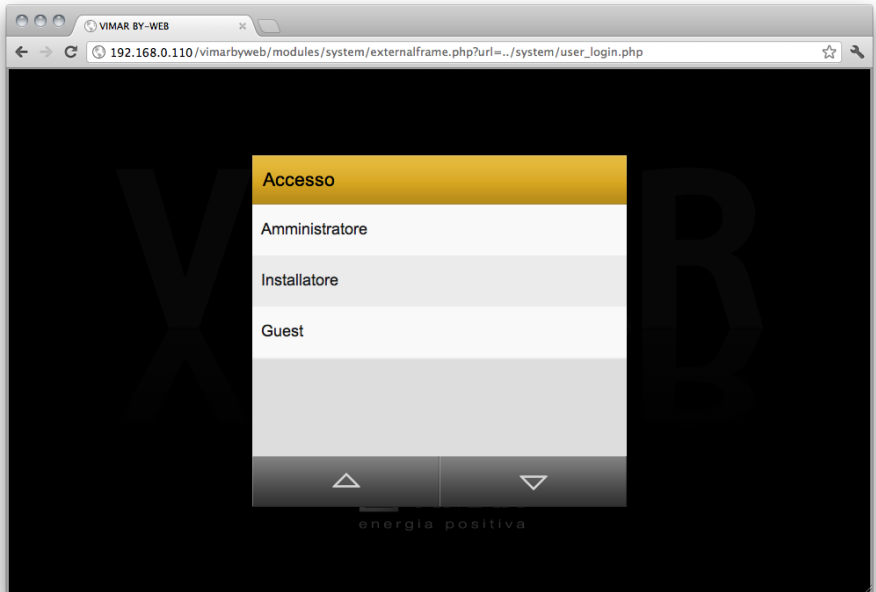 VIMAR BY-WEB
192.168.0.110/vimarbyweb/modules/system/externalframe.php?url=../system/user_login.php
Accesso
Amministratore
Installatore
Guest
energia positiva